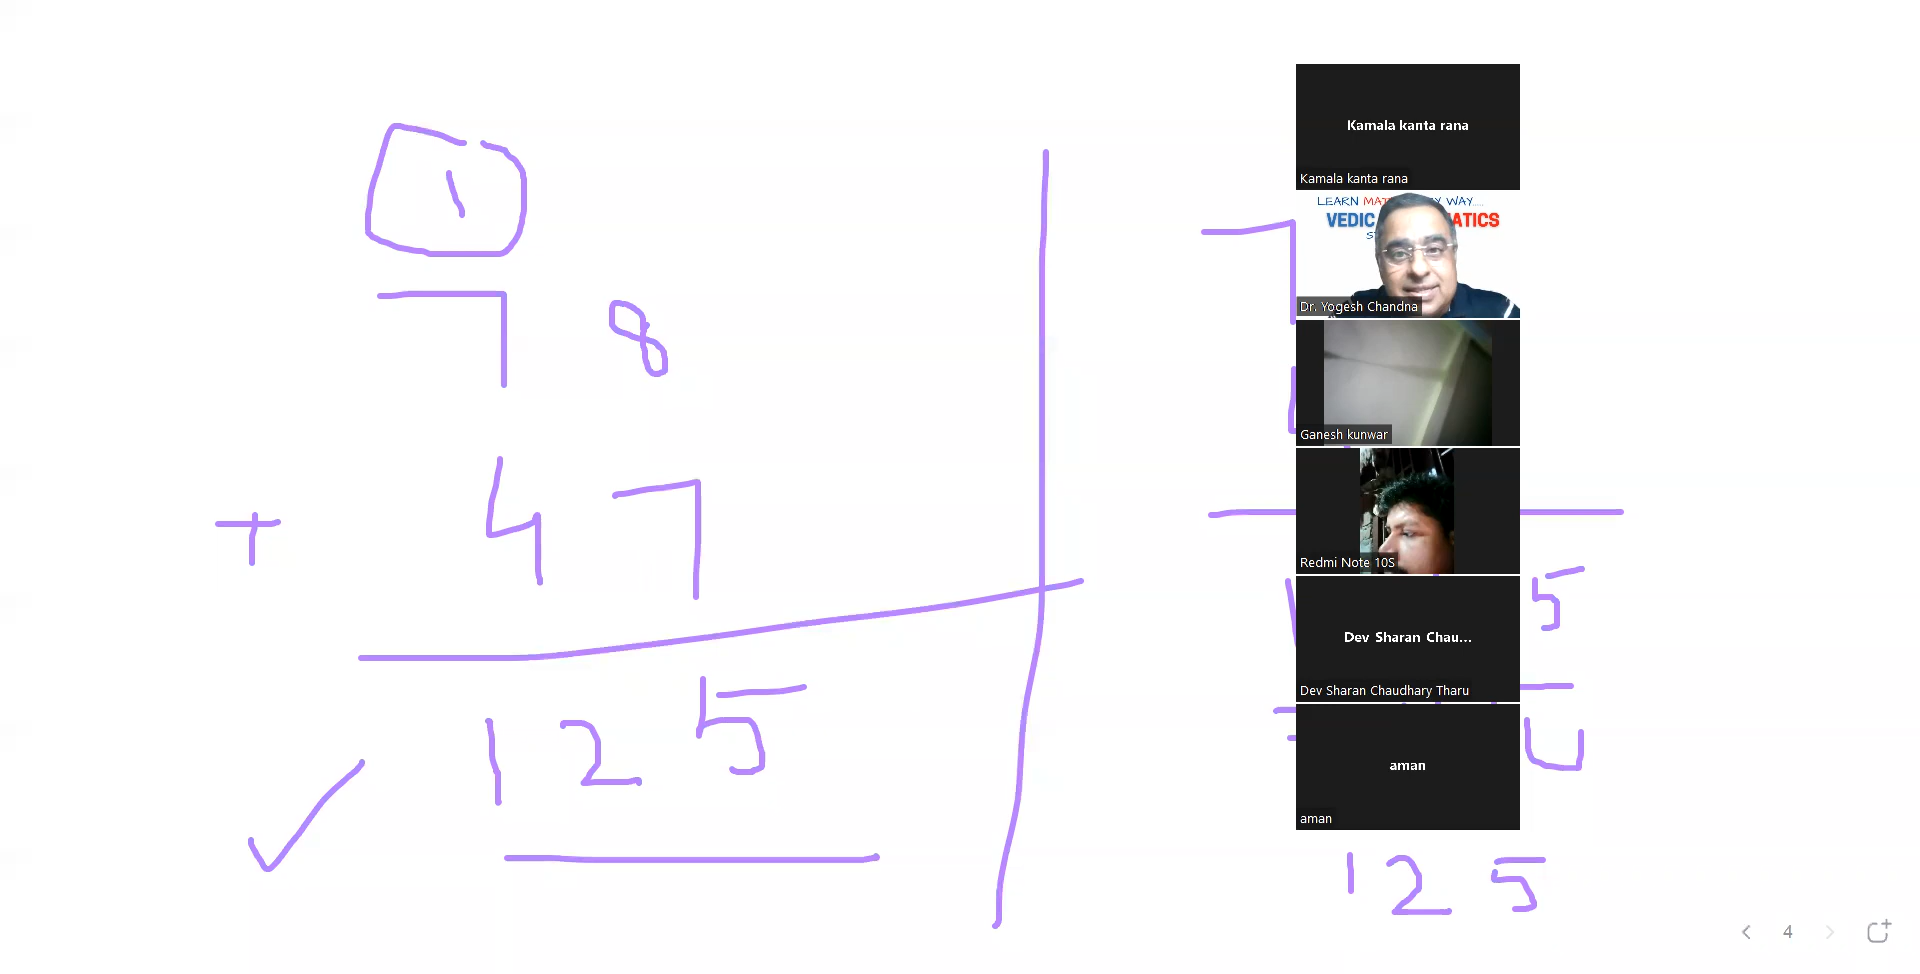 1
7 8
+ 4 7
1 2 5
7
5
1 2 5
Kamala kanta rana
Kamala kanta rana
LEARN MAT Y WAY.....
VEDIC ATICS
Dr. Yogesh Chandna
Ganesh kunwar
Redmi Note 10S
Dev Sharan Chau...
Dev Sharan Chaudhary Tharu
aman
aman
4